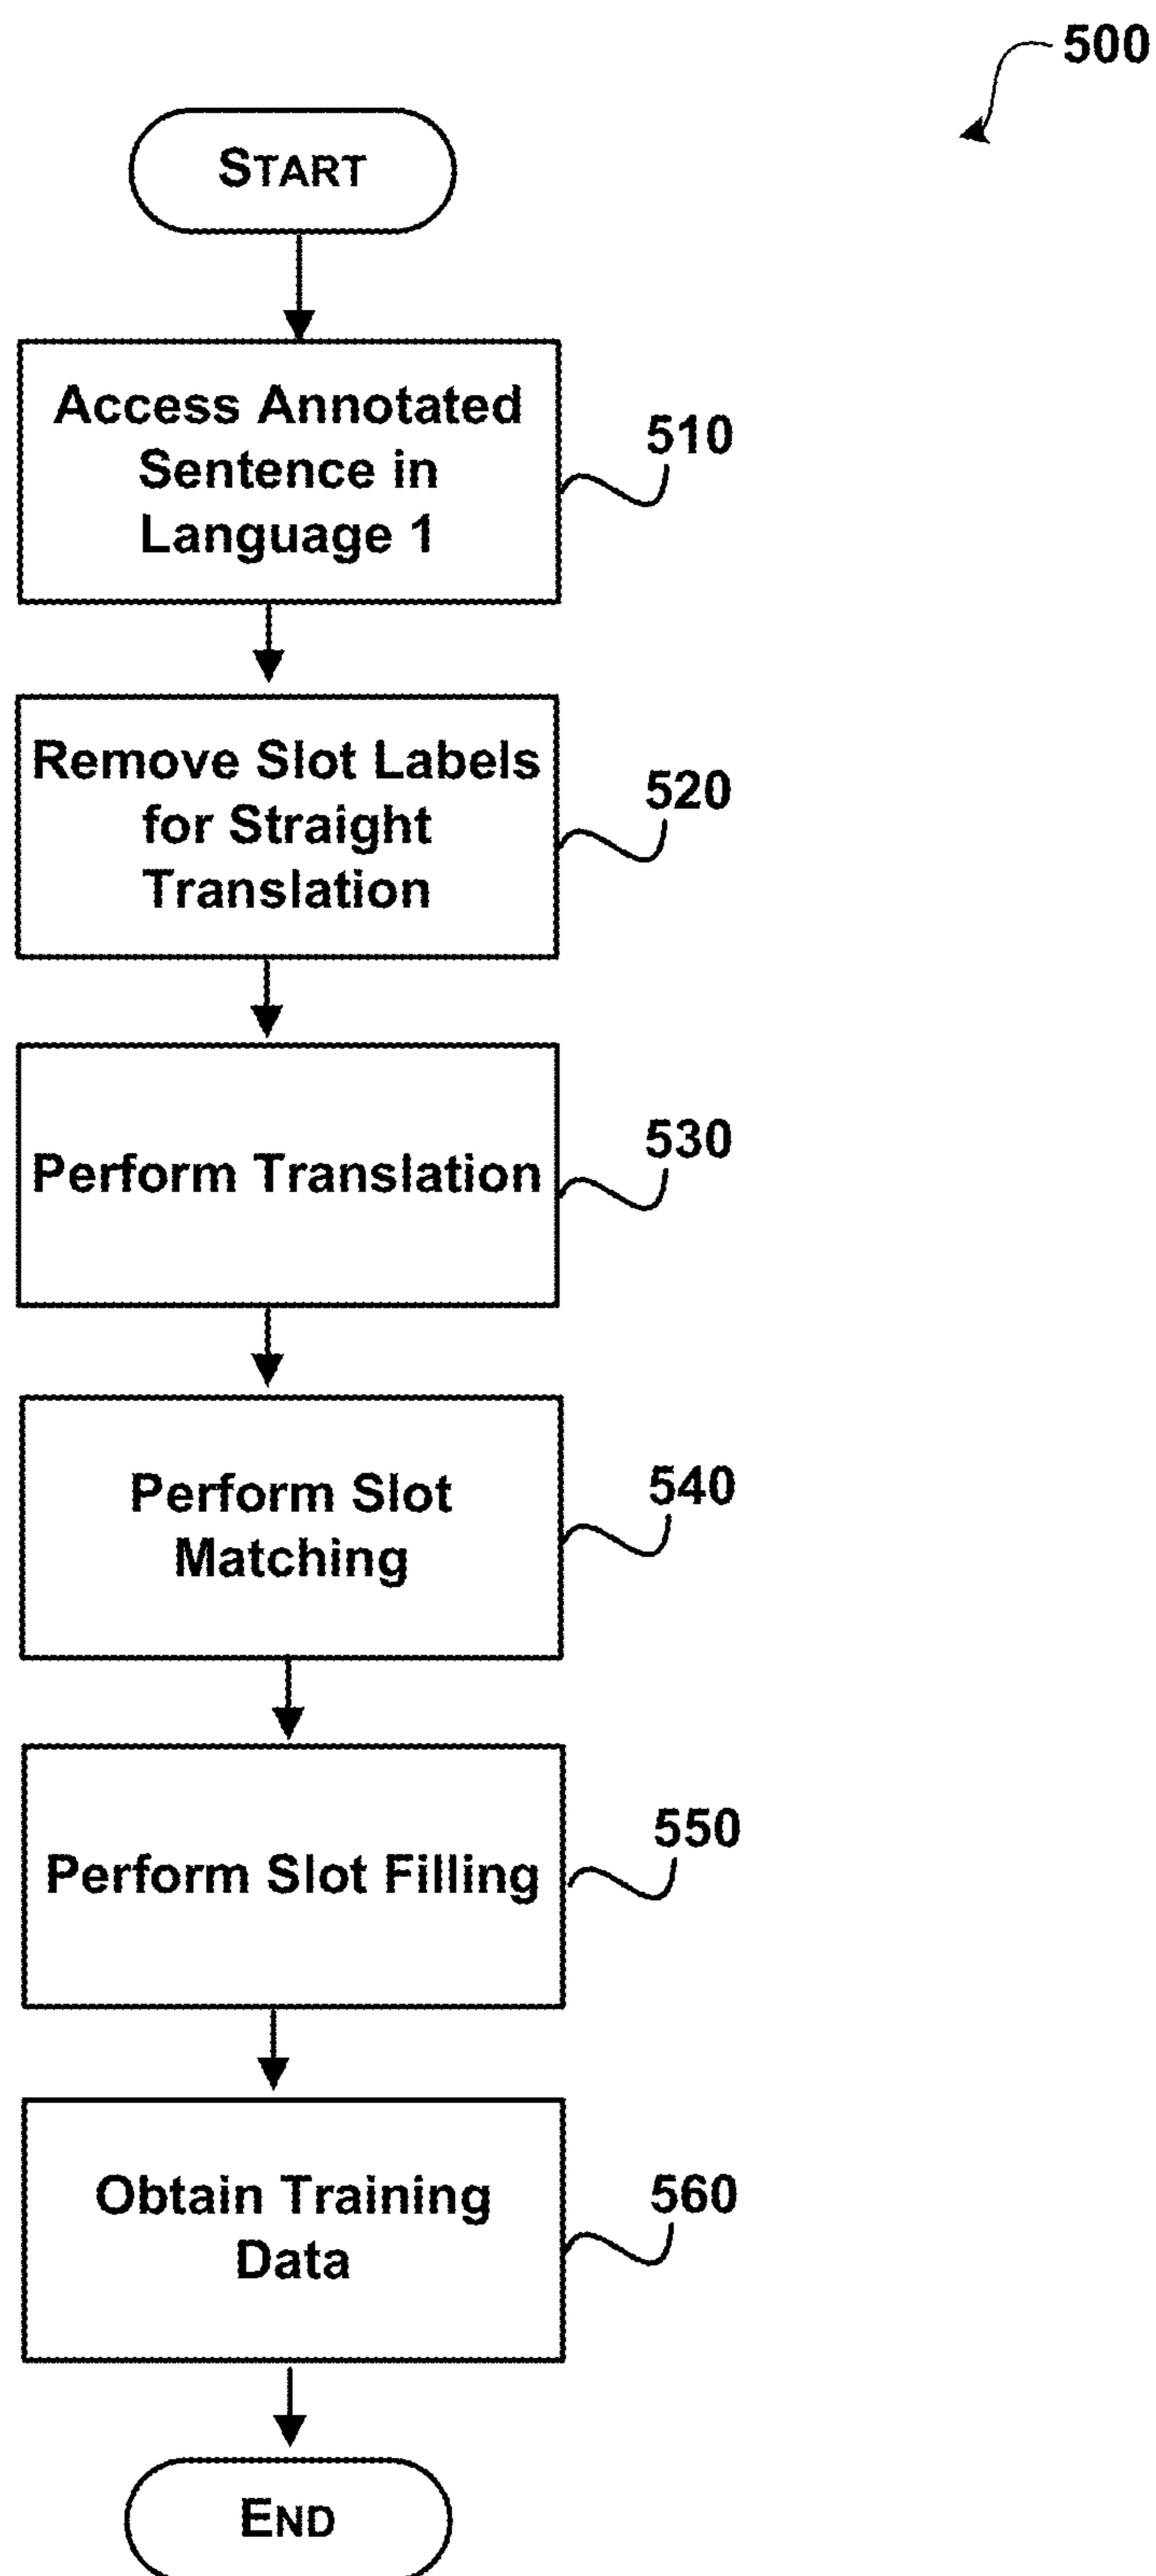 500
START
Access Annotated
Sentence in
Language 1
510
Remove Slot Labels
for Straight
Translation
520
Perform Translation
530
Perform Slot
Matching
540
Perform Slot Filling
550
Obtain Training
Data
560
END